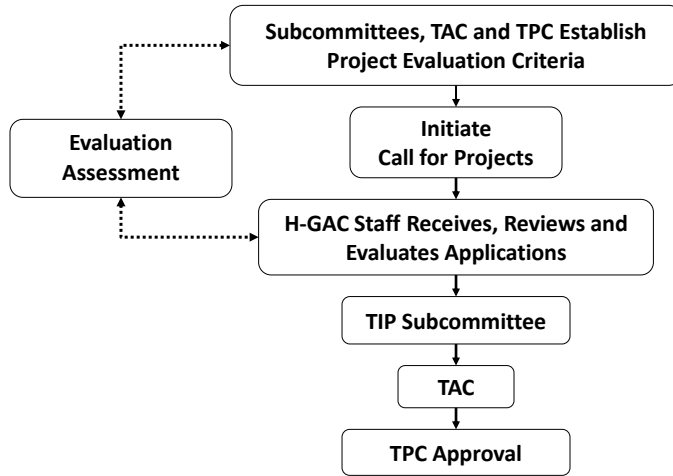 Subcommittees, TAC and TPC Establish
Project Evaluation Criteria
Initiate
Call for Projects
Evaluation
Assessment
H-GAC Staff Receives, Reviews and
Evaluates Applications
TIP Subcommittee
TAC
TPC Approval